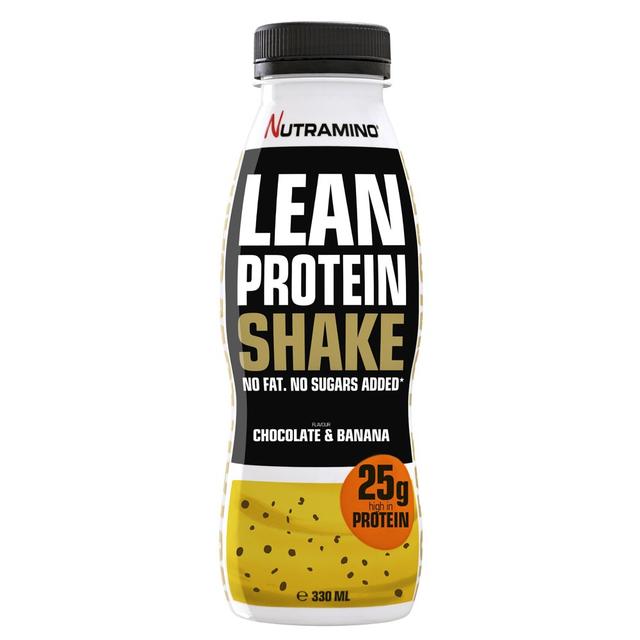 NUTRAMINO®
LEAN
PROTEIN
SHAKE
NO FAT. NO SUGARS ADDED*
FLAVOUR
CHOCOLATE & BANANA
25g
high in
PROTEIN
℮ 330 ML